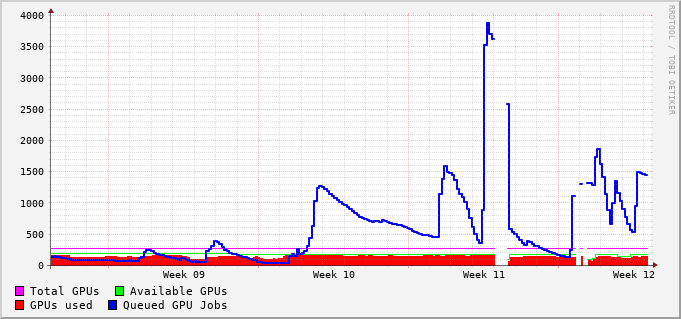 4000
3500
3000
2500
2000
1500
1000
500
0
Week 09 Week 10 Week 11 Week 12
Total GPUs Available GPUs
GPUs used Queued GPU Jobs
RRDTOOL / TOBI OETIKER